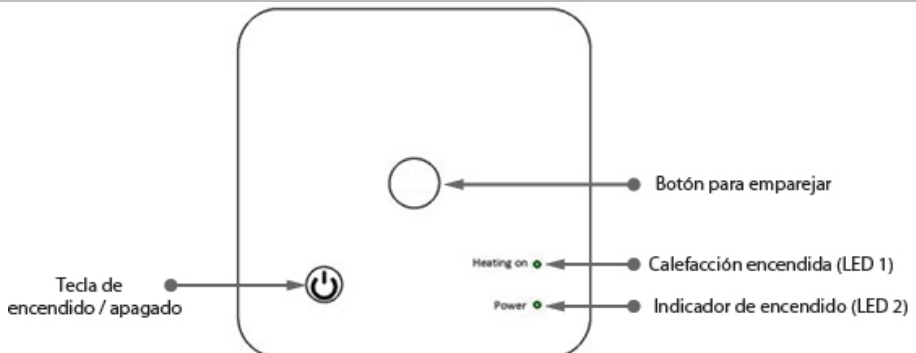 Botón para emparejar
Heating on
Calefacción encendida (LED 1)
Tecla de
encendido / apagado
Power
Indicador de encendido (LED 2)